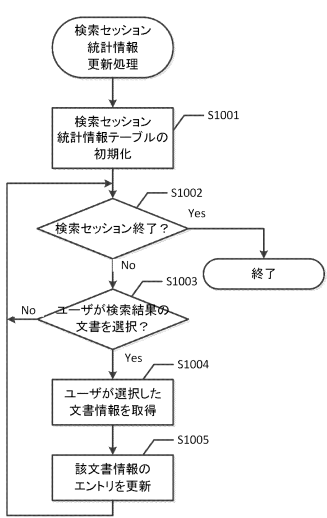 検索セッション
統計情報
更新処理
検索セッション
統計情報テーブルの
初期化
S1001
S1002
検索セッション終了？
Yes
終了
No
S1003
ユーザが検索結果の
文書を選択？
No
Yes
S1004
ユーザが選択した
文書情報を取得
S1005
該文書情報の
エントリを更新